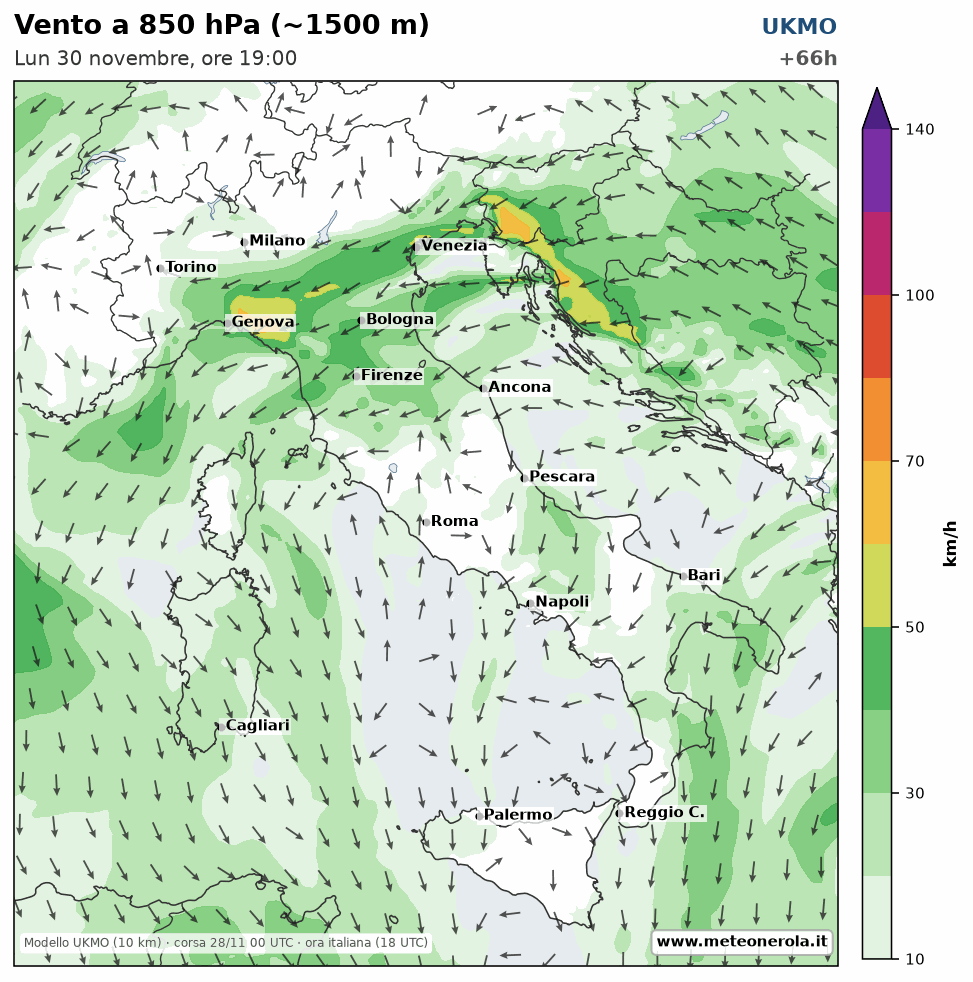 Vento a 850 hPa (~1500 m)
UKMO
Lun 30 novembre, ore 19:00
+66h
Milano
Venezia
Torino
Genova
Bologna
Firenze
Ancona
Pescara
Roma
Bari
Napoli
Cagliari
Palermo
Reggio C.
140
100
70
50
30
10
km/h
Modello UKMO (10 km) · corsa 28/11 00 UTC · ora italiana (18 UTC)
www.meteonerola.it